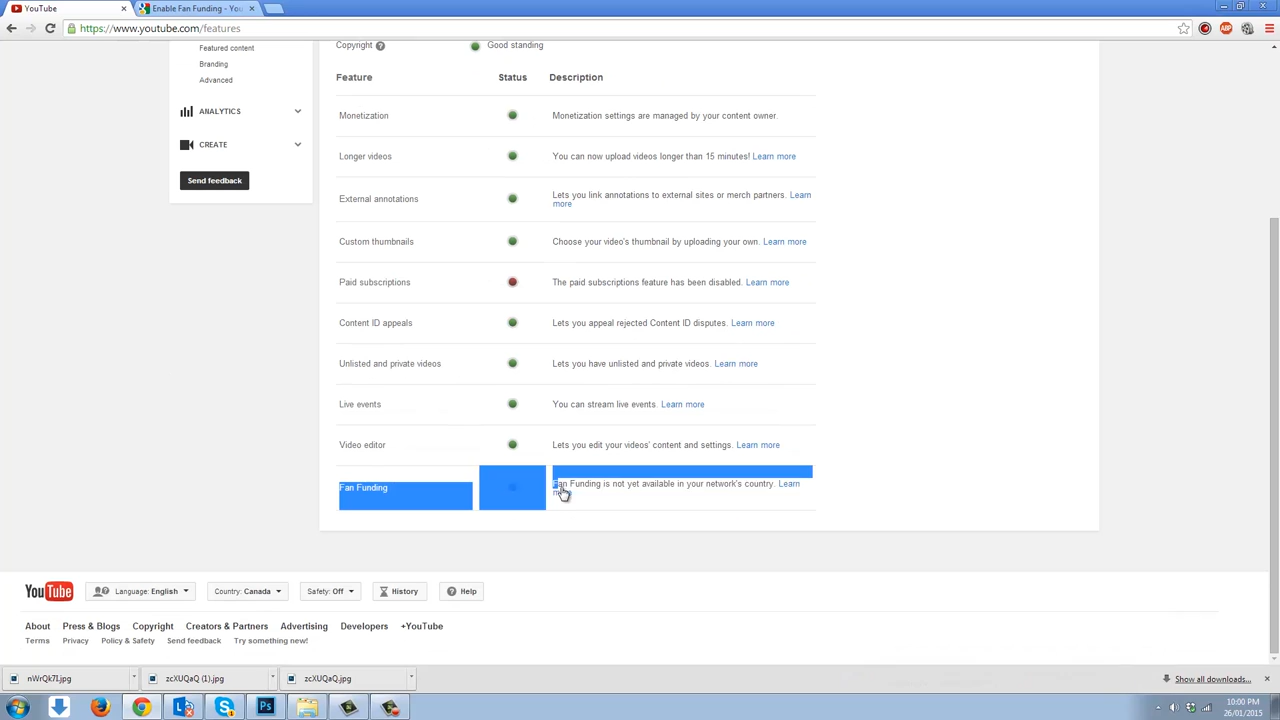 YouTube
Enable Fan Funding - You
https://www.youtube.com/features
ABP
Featured content
Branding
Advanced
ANALYTICS
CREATE
Send feedback
Copyright ? Good standing
Feature Status Description
Monetization Monetization settings are managed by your content owner.
Longer videos You can now upload videos longer than 15 minutes! Learn more
External annotations Lets you link annotations to external sites or merch partners. Learn
more
Custom thumbnails Choose your video's thumbnail by uploading your own. Learn more
Paid subscriptions The paid subscriptions feature has been disabled. Learn more
Content ID appeals Lets you appeal rejected Content ID disputes. Learn more
Unlisted and private videos Lets you have unlisted and private videos. Learn more
Live events You can stream live events. Learn more
Video editor Lets you edit your videos' content and settings. Learn more
Fan Funding Fan Funding is not yet available in your network's country. Learn
more
YouTube Language: English Country: Canada Safety: Off History ? Help
About Press & Blogs Copyright Creators & Partners Advertising Developers +YouTube
Terms Privacy Policy & Safety Send feedback Try something new!
zcXUQaQ (1).jpg zcXUQaQ.jpg Show all downloads...
Ps
10:00 PM
26/01/2015